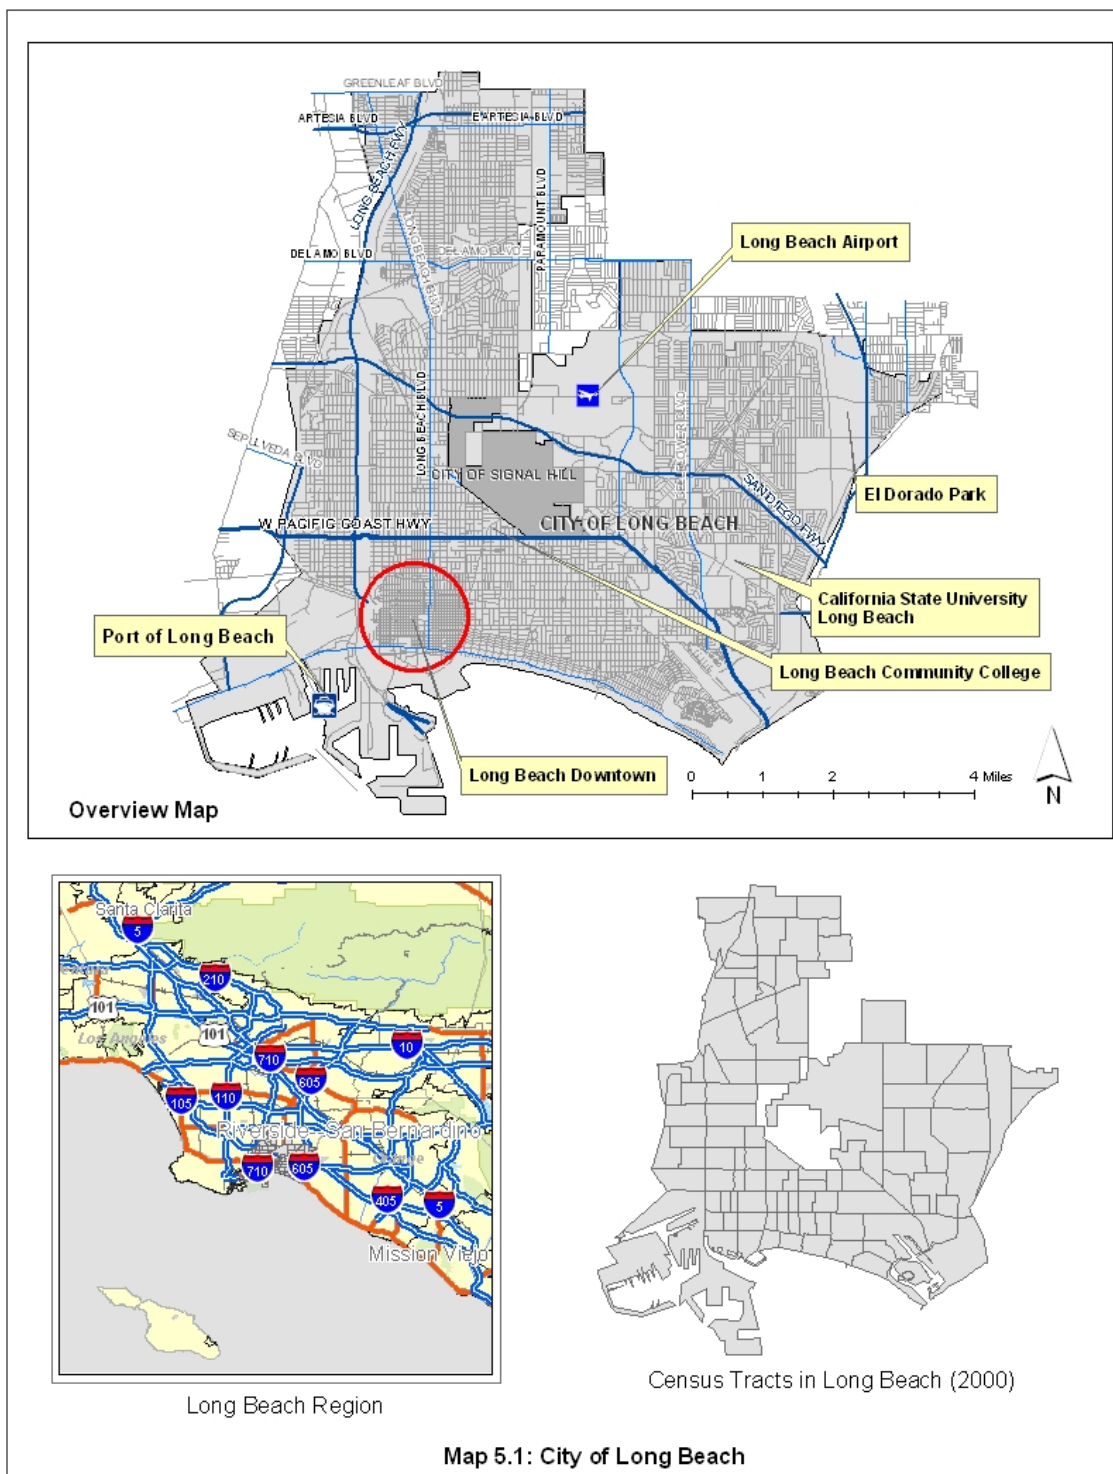 GREENLEAF BLVD
ARTESIA BLVD
E ARTESIA BLVD
LONG BEACH FWY
PARAMOUNT BLVD
LONG BEACH BLVD
DEL AMO BLVD
DEL AMO BLVD
Long Beach Airport
LONG BEACH BLVD
BELLFLOWER BLVD
SEPULVEDA BLVD
CITY OF SIGNAL HILL
SAN DIEGO FWY
El Dorado Park
W PACIFIC COAST HWY
CITY OF LONG BEACH
California State University
Long Beach
Port of Long Beach
Long Beach Community College
Long Beach Downtown
0 1 2 4 Miles
N
Overview Map
Santa Clarita
5
210
101
101
Los Angeles
710
10
605
105
110
Riverside--San Bernardino
Orange
710
605
405
5
Mission Viejo
Long Beach Region
Census Tracts in Long Beach (2000)
Map 5.1: City of Long Beach